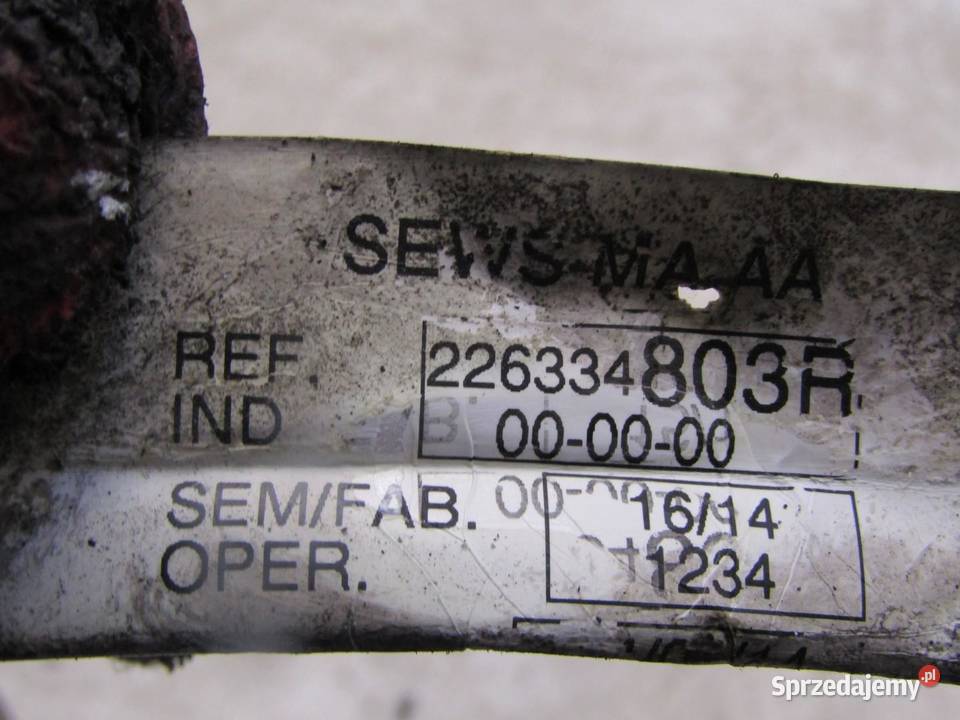 SEWS-MA-AA
REF. 226334803R
IND 00-00-00
SEM/FAB. 16/14
OPER. 1234
Sprzedajemy.pl